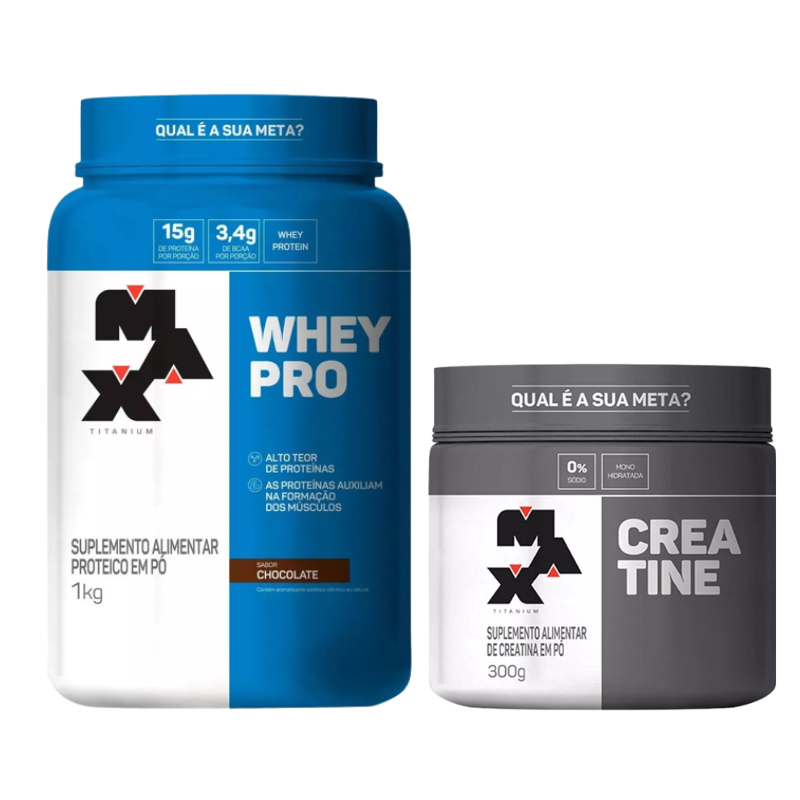 QUAL É A SUA META?
15g
DE PROTEÍNA
POR PORÇÃO
3,4g
DE BCAA
POR PORÇÃO
WHEY
PROTEIN
MAX
TITANIUM
WHEY
PRO
ALTO TEOR
DE PROTEÍNAS
AS PROTEÍNAS AUXILIAM
NA FORMAÇÃO
DOS MÚSCULOS
SUPLEMENTO ALIMENTAR
PROTEICO EM PÓ
1kg
SABOR
CHOCOLATE
QUAL É A SUA META?
0%
SÓDIO
MONO
HIDRATADA
MAX
TITANIUM
CREA
TINE
SUPLEMENTO ALIMENTAR
DE CREATINA EM PÓ
300g